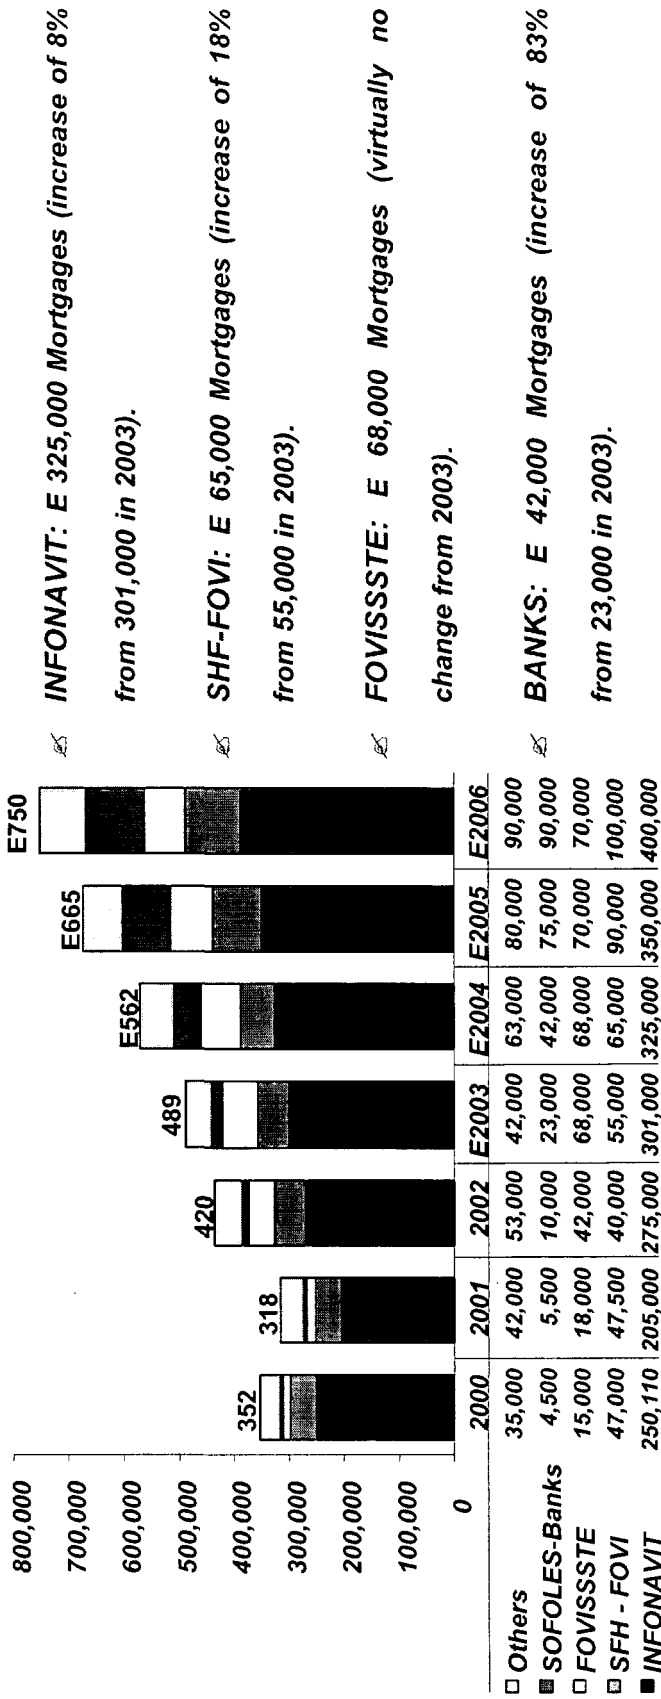 800,000
700,000
600,000
500,000
400,000
300,000
200,000
100,000
0
352
318
420
489
E562
E665
E750
2000 2001 2002 E2003 E2004 E2005 E2006
Others 35,000 42,000 53,000 42,000 63,000 80,000 90,000
SOFOLES-Banks 4,500 5,500 10,000 23,000 42,000 75,000 90,000
FOVISSSTE 15,000 18,000 42,000 68,000 68,000 70,000 70,000
SFH - FOVI 47,000 47,500 40,000 55,000 65,000 90,000 100,000
INFONAVIT 250,110 205,000 275,000 301,000 325,000 350,000 400,000
INFONAVIT: E 325,000 Mortgages (increase of 8%
from 301,000 in 2003).
SHF-FOVI: E 65,000 Mortgages (increase of 18%
from 55,000 in 2003).
FOVISSSTE: E 68,000 Mortgages (virtually no
change from 2003).
BANKS: E 42,000 Mortgages (increase of 83%
from 23,000 in 2003).